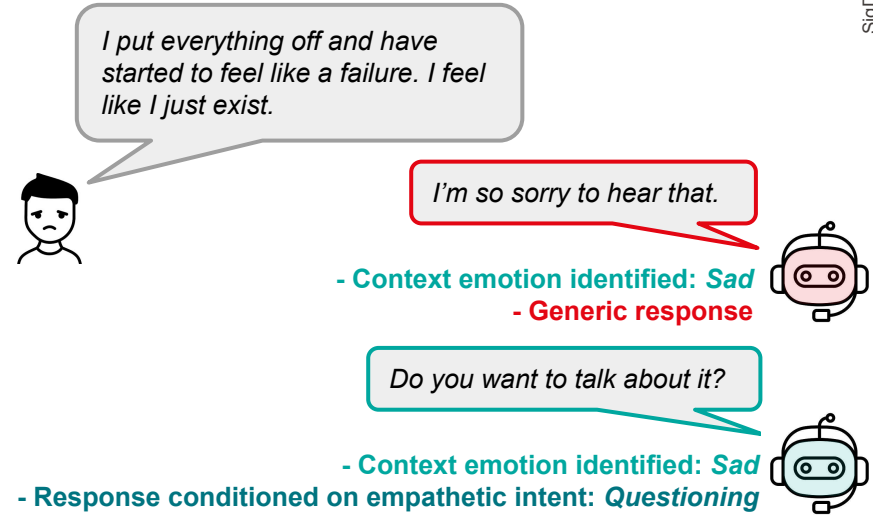 I put everything off and have
started to feel like a failure. I feel
like I just exist.
I'm so sorry to hear that.
- Context emotion identified: Sad
- Generic response
Do you want to talk about it?
- Context emotion identified: Sad
- Response conditioned on empathetic intent: Questioning